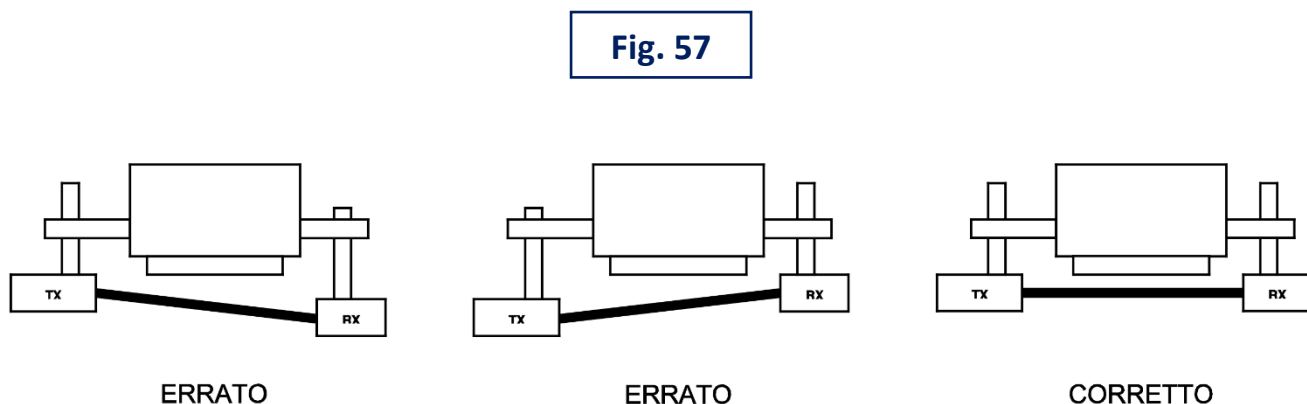 Fig. 57
TX
RX
TX
RX
TX
RX
ERRATO
ERRATO
CORRETTO